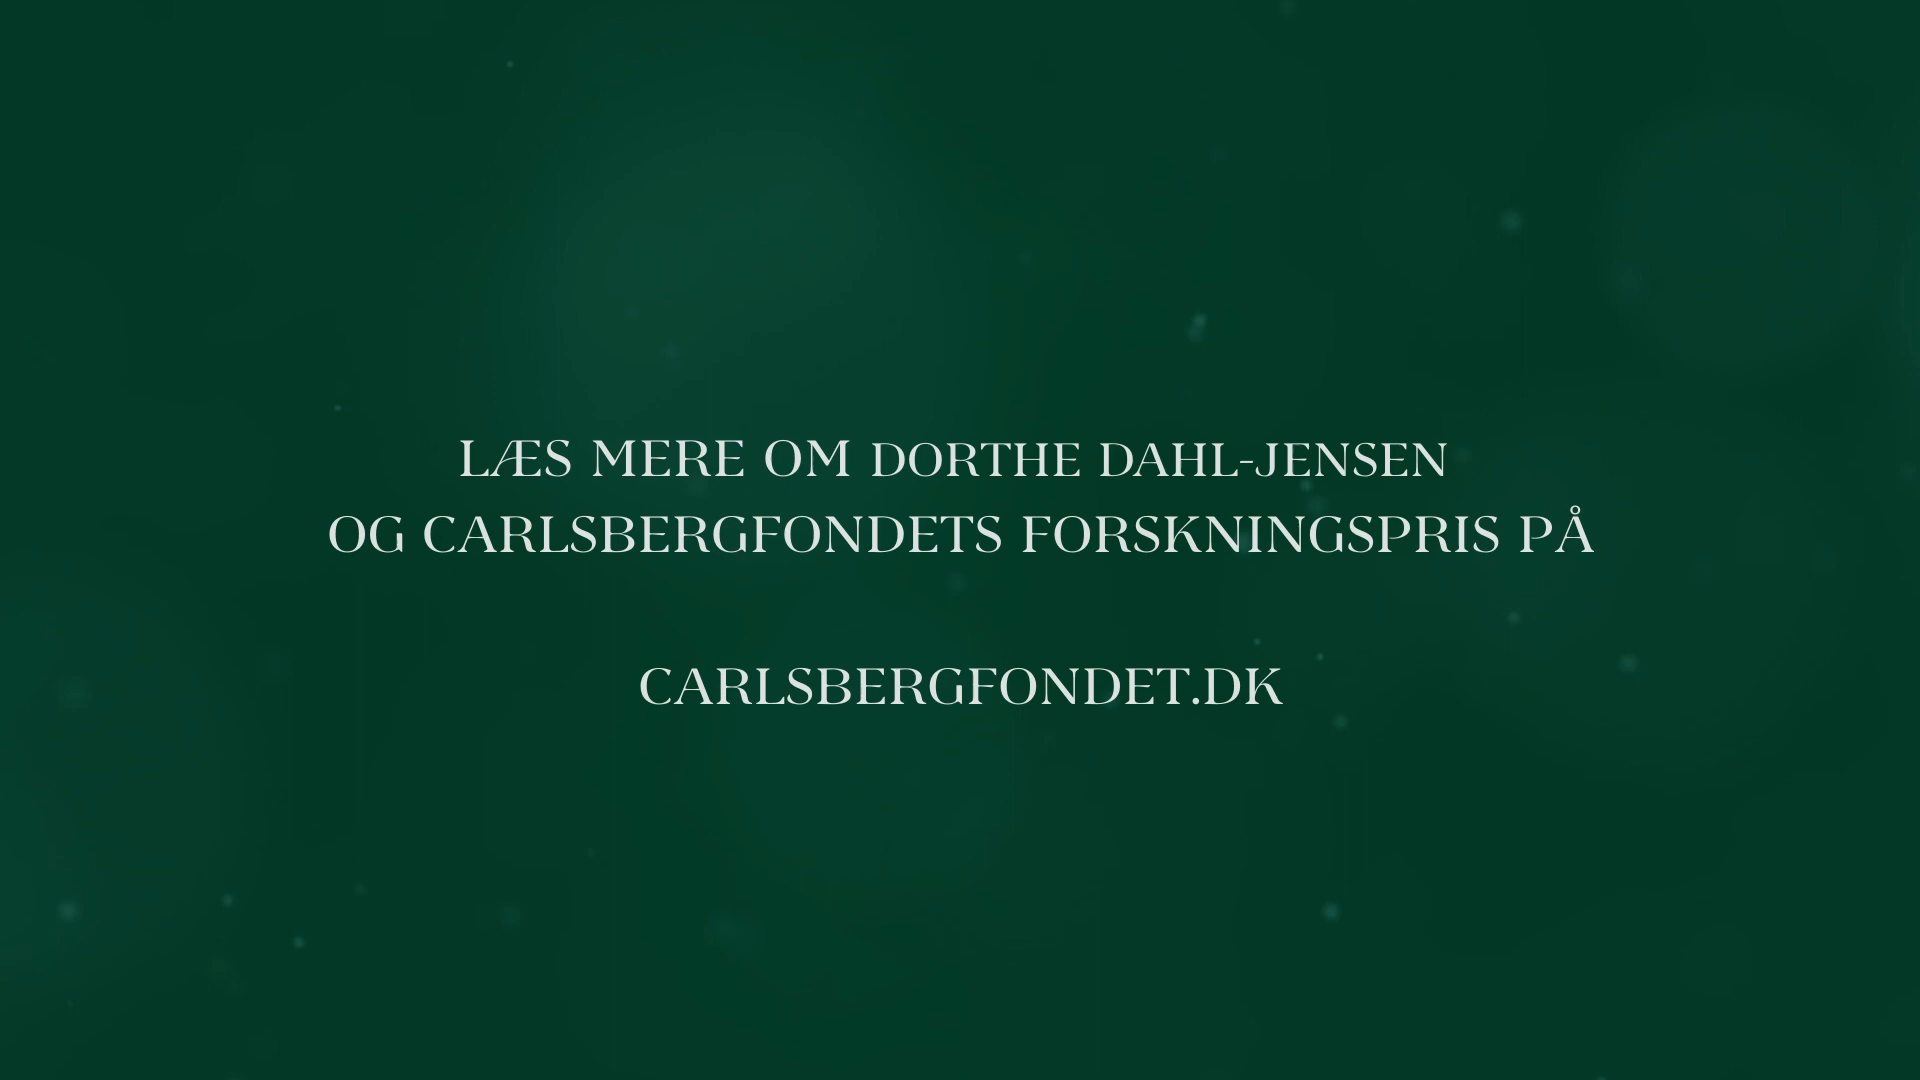 LÆS MERE OM DORTHE DAHL-JENSEN
OG CARLSBERGFONDETS FORSKNINGSPRIS PÅ
CARLSBERGFONDET.DK